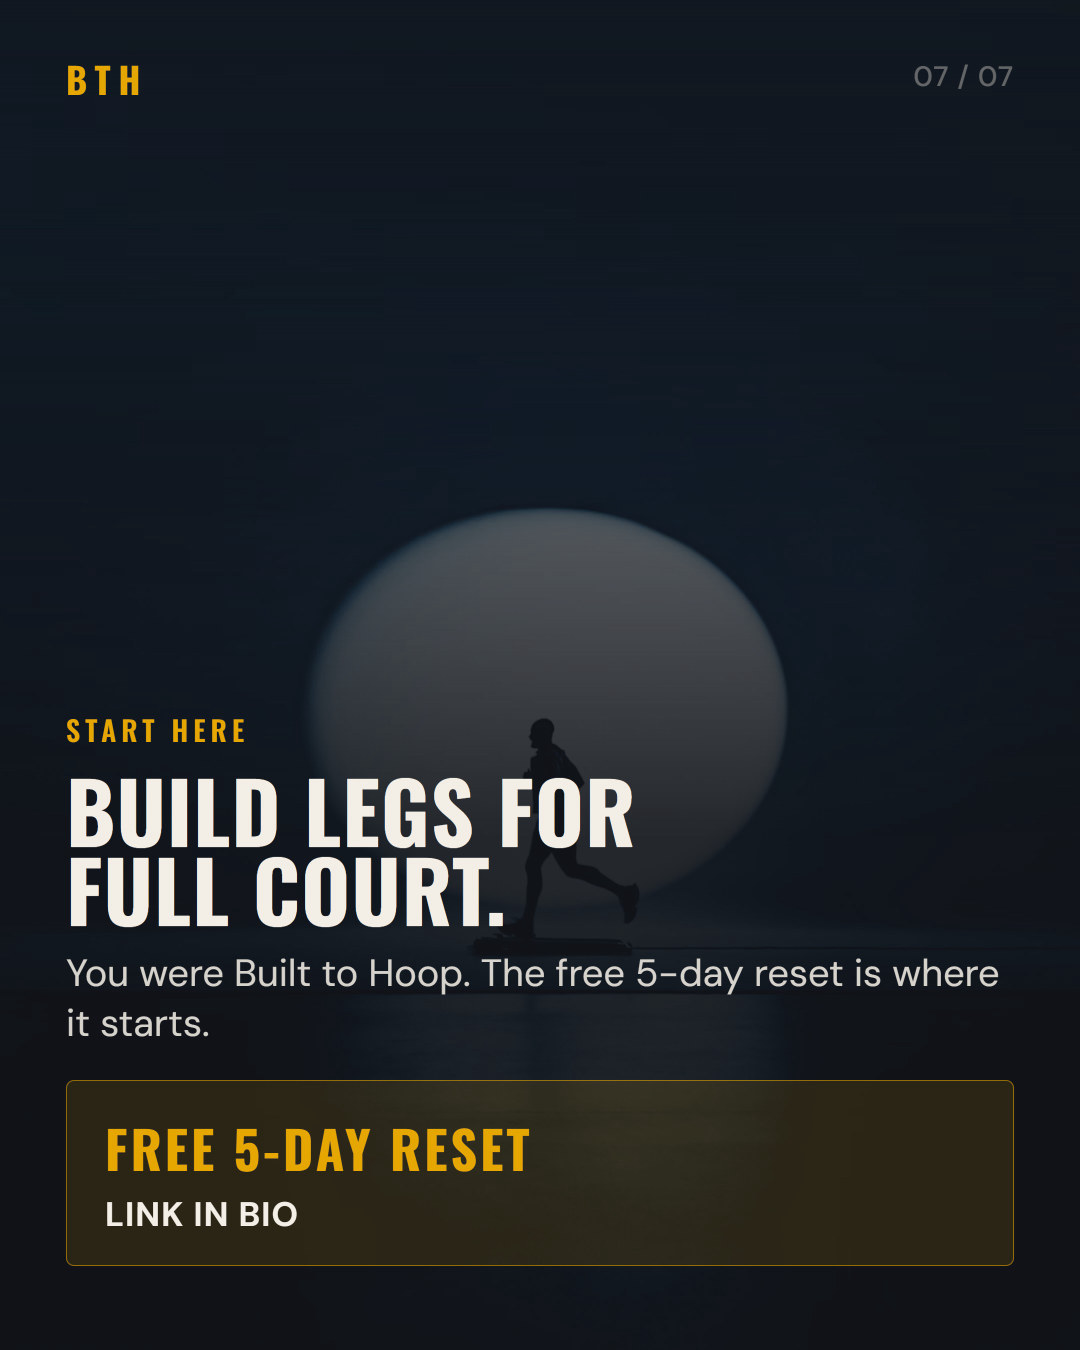 BTH
07 / 07
START HERE
BUILD LEGS FOR
FULL COURT.
You were Built to Hoop. The free 5-day reset is where
it starts.
FREE 5-DAY RESET
LINK IN BIO